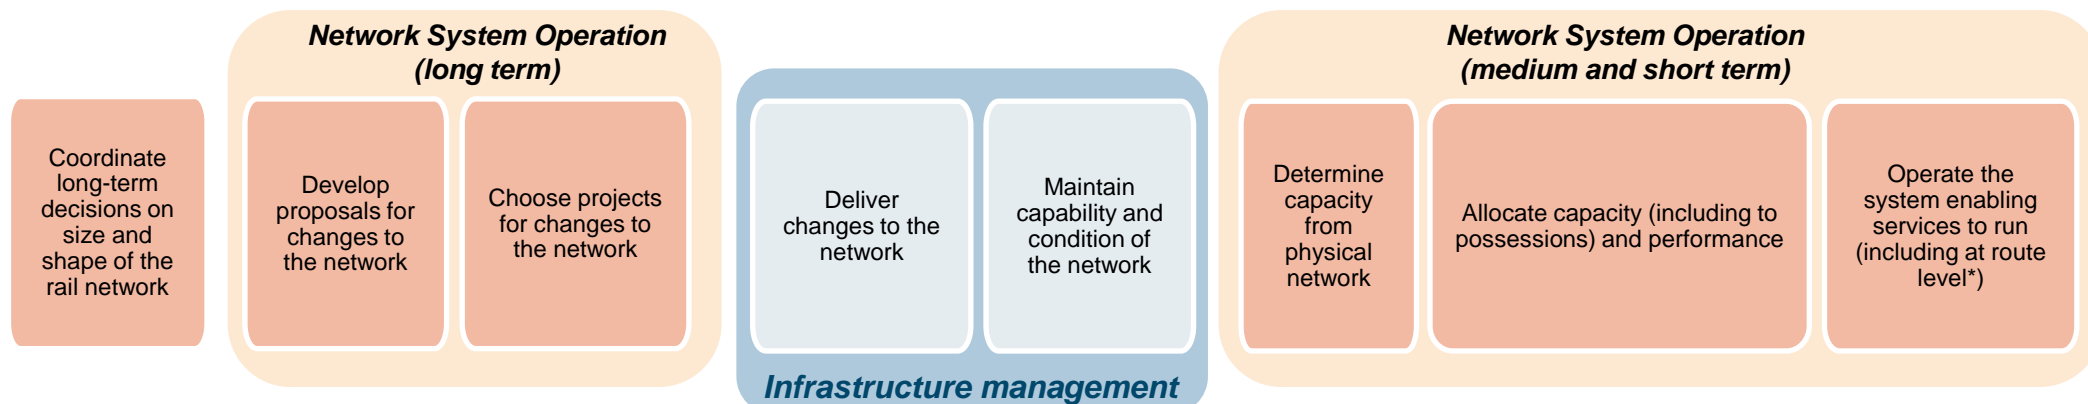 Network System Operation
(long term)
Network System Operation
(medium and short term)
Coordinate
long-term
decisions on
size and
shape of the
rail network
Develop
proposals for
changes to
the network
Choose projects
for changes to
the network
Deliver
changes to the
network
Maintain
capability and
condition of
the network
Determine
capacity
from
physical
network
Allocate capacity (including to
possessions) and performance
Operate the
system enabling
services to run
(including at route
level*)
Infrastructure management